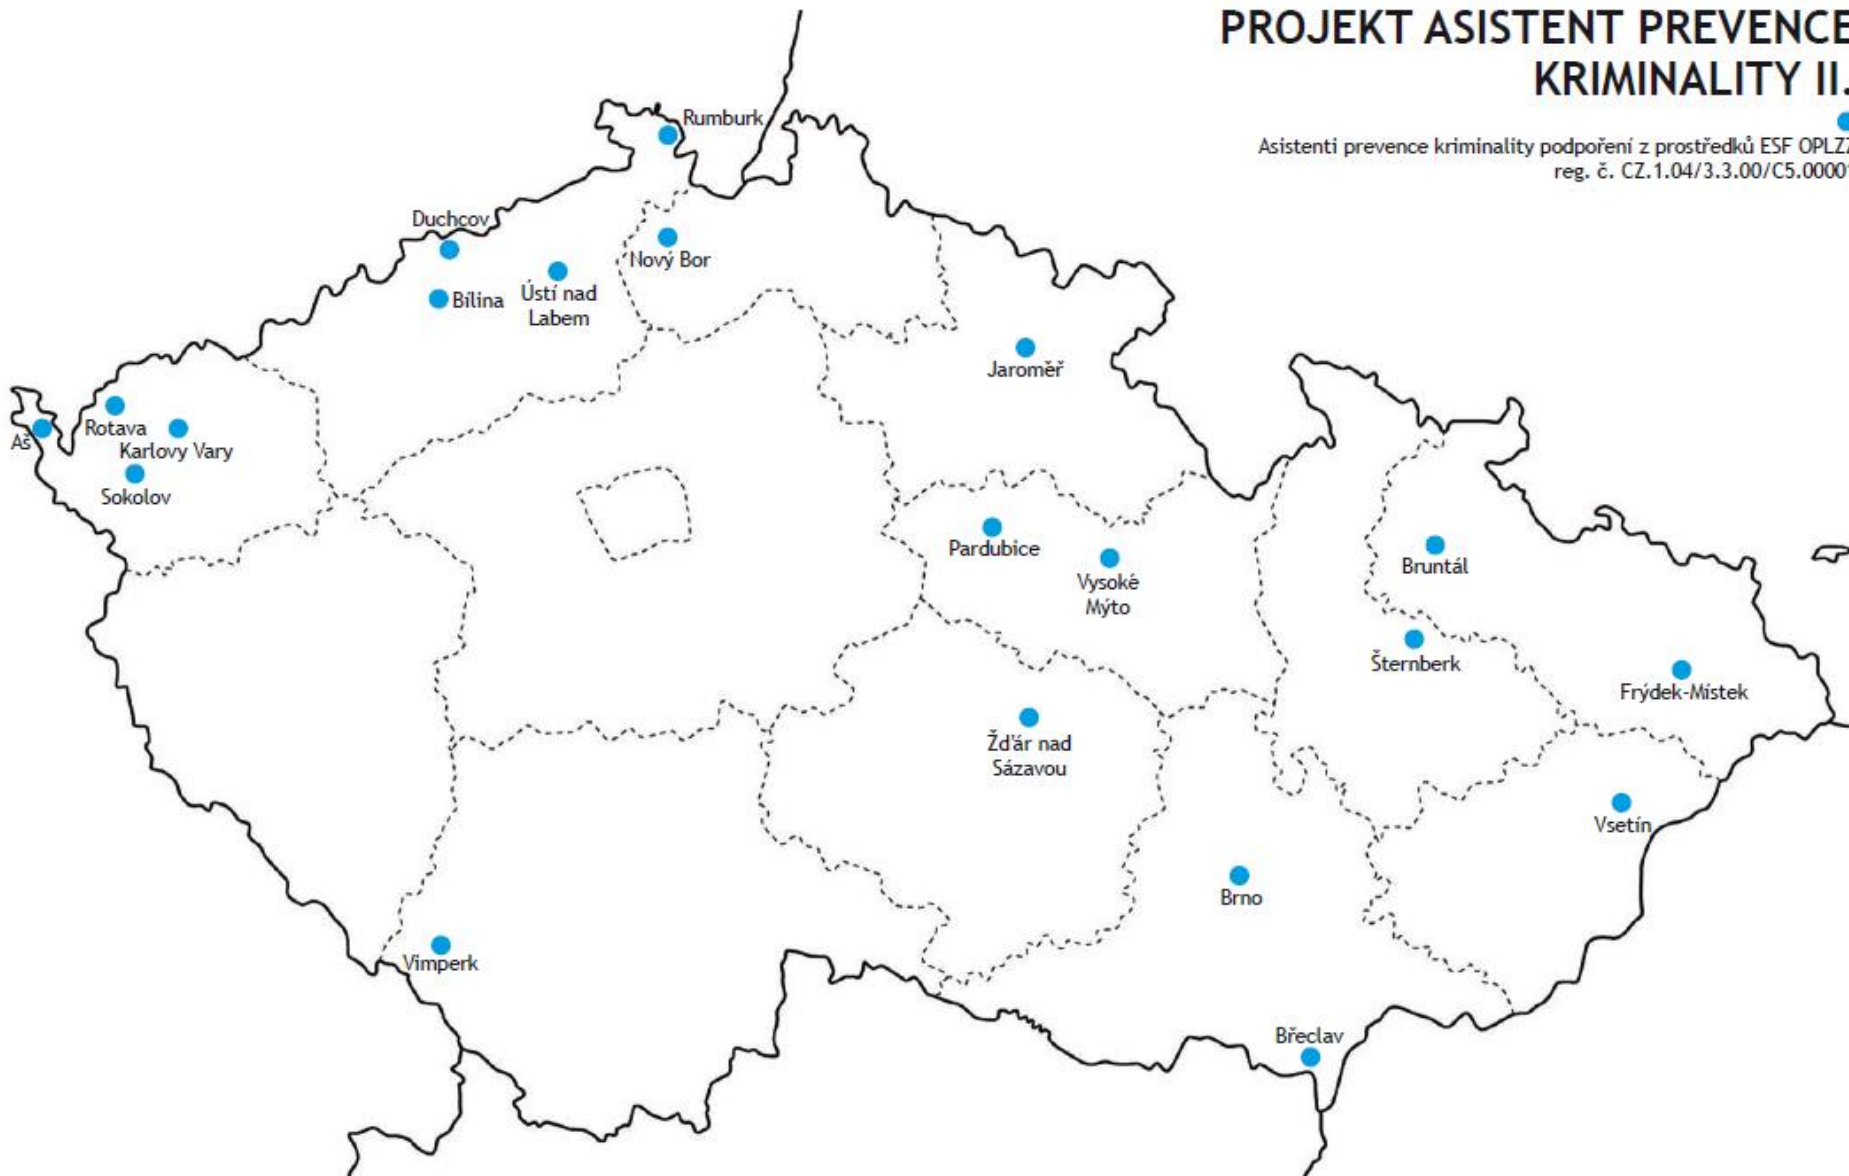 PROJEKT ASISTENT PREVENCE
KRIMINALITY II.
Asistenti prevence kriminality podpoření z prostředků ESF OPLZZ
reg. č. CZ.1.04/3.3.00/C5.00001
Rumburk
Duchcov
Nový Bor
Bílina
Ústí nad
Labem
Jaroměř
Aš
Rotava
Karlovy Vary
Sokolov
Pardubice
Vysoké
Mýto
Bruntál
Šternberk
Frýdek-Místek
Žďár nad
Sázavou
Vsetín
Brno
Vimperk
Břeclav